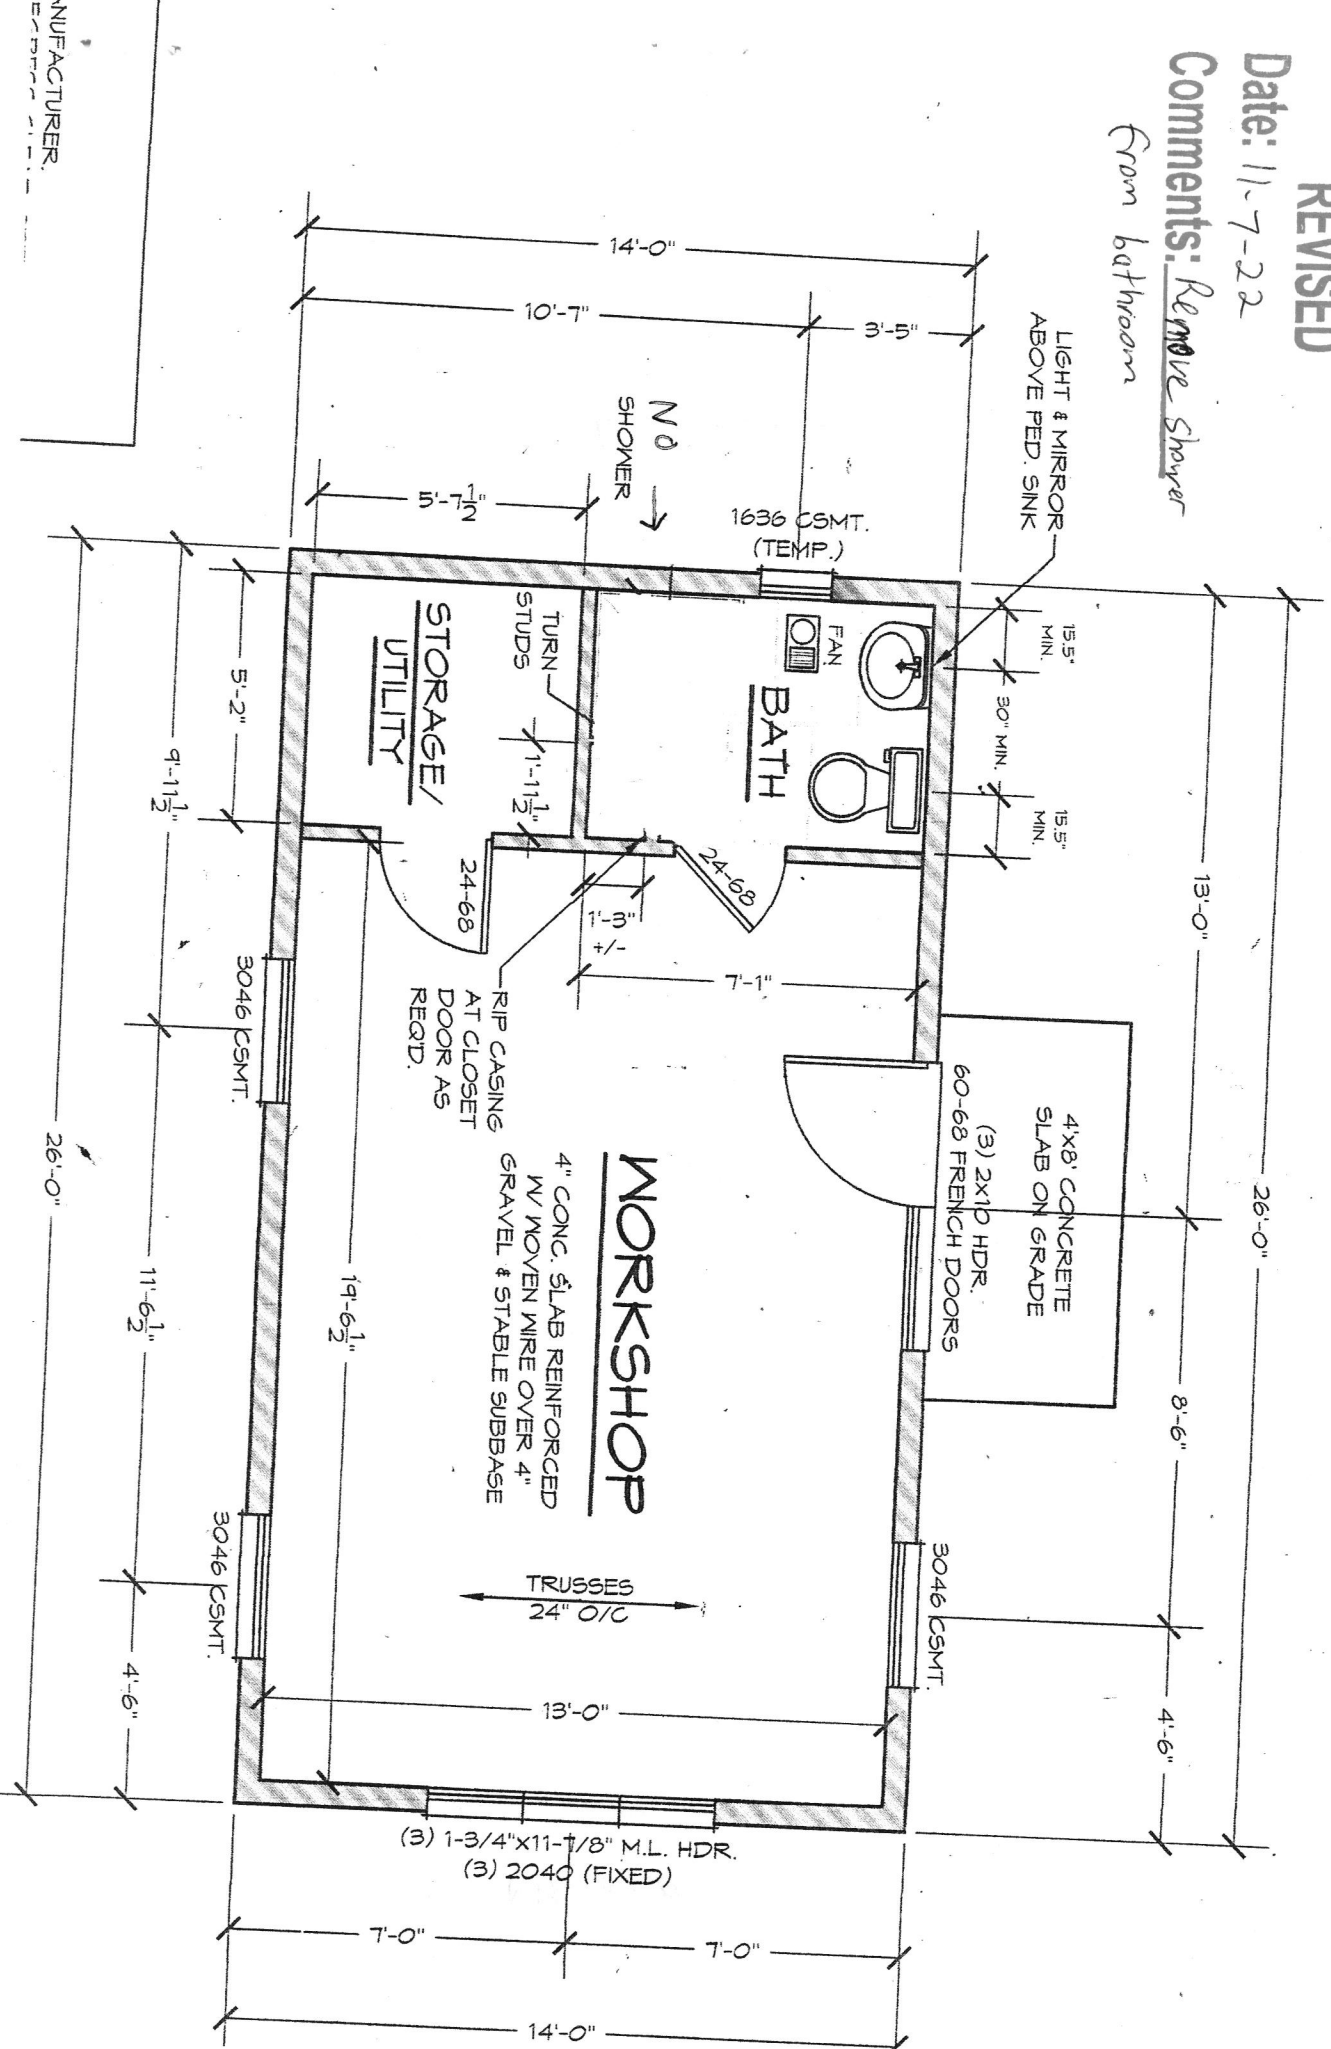 REVISED
Date: 11-7-22
Comments: Remove shower
from bathroom
MANUFACTURER.
14'-0"
10'-7"
3'-5"
LIGHT & MIRROR
ABOVE PED. SINK
NO
SHOWER
5'-7 1/2"
1636 CSMT.
(TEMP.)
15.5"
MIN.
30" MIN.
15.5"
MIN.
13'-0"
26'-0"
FAN
BATH
TURN
STUDS
STORAGE/
UTILITY
1'-11 1/2"
5'-2"
9'-11 1/2"
24-68
24-68
1'-3"
+/-
7'-1"
RIP CASING
AT CLOSET
DOOR AS
REQ'D.
3046 CSMT.
4'x8' CONCRETE
SLAB ON GRADE
(3) 2X10 HDR.
60-68 FRENCH DOORS
WORKSHOP
4" CONC. SLAB REINFORCED
W/ WOVEN WIRE OVER 4"
GRAVEL & STABLE SUBBASE
8'-6"
26'-0"
11'-6 1/2"
19'-6 1/2"
TRUSSES
24" O/C
3046 CSMT.
3046 CSMT.
4'-6"
4'-6"
13'-0"
(3) 1-3/4"x11-7/8" M.L. HDR.
(3) 2040 (FIXED)
7'-0"
7'-0"
14'-0"